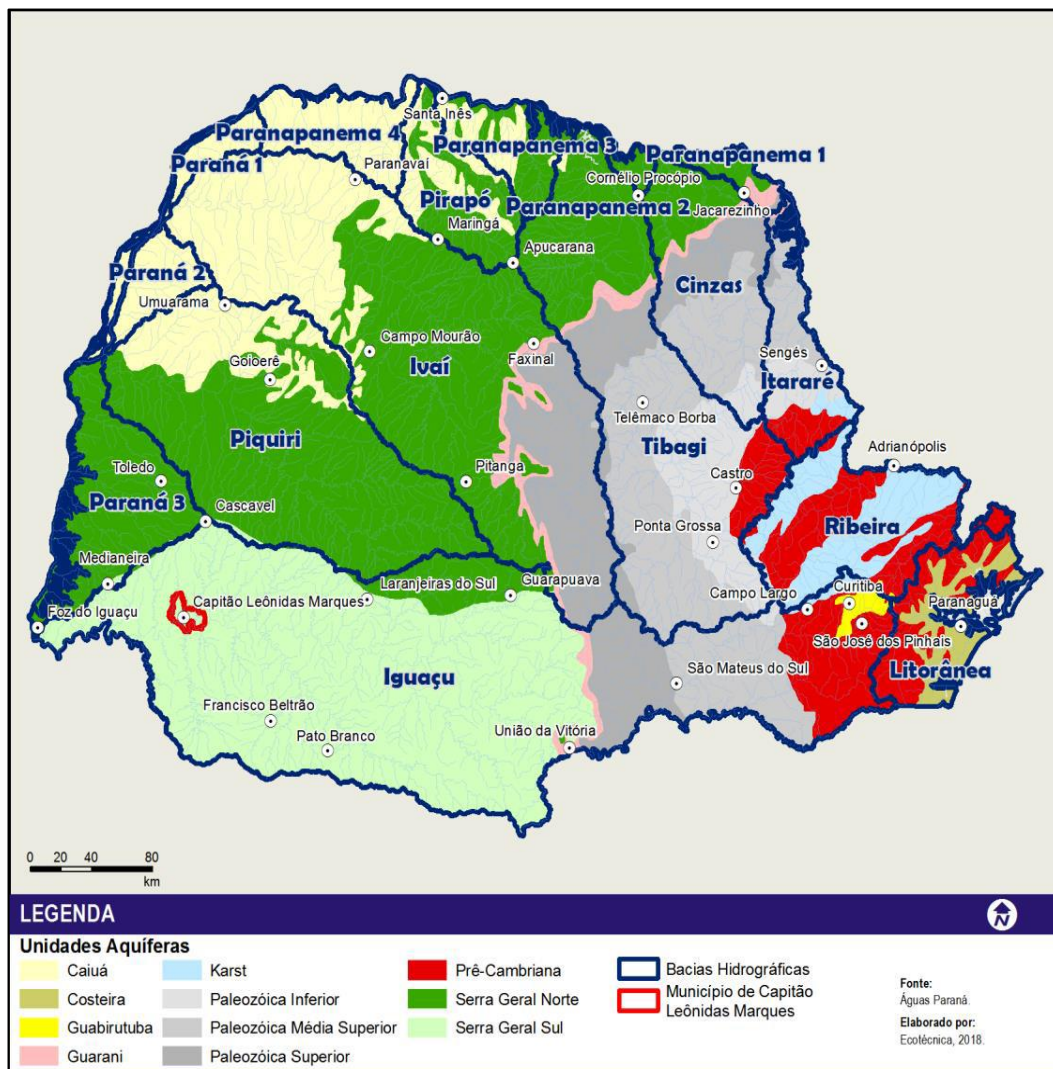 Santa Inês
Paranapanema 4
Paranapanema 3
Paranapanema 1
Paraná 1
Paranavaí
Cornélio Procópio
Pirapó
Paranapanema 2
Jacarezinho
Maringá
Apucarana
Paraná 2
Cinzas
Umuarama
Campo Mourão
Faxinal
Sengés
Goioerê
Ivaí
Itararé
Telêmaco Borba
Piquiri
Tibagi
Adrianópolis
Toledo
Pitanga
Castro
Paraná 3
Cascavel
Ribeira
Ponta Grossa
Medianeira
Laranjeiras do Sul
Guarapuava
Curitiba
Capitão Leônidas Marques
Campo Largo
Paranaguá
Foz do Iguaçu
São José dos Pinhais
Iguaçu
São Mateus do Sul
Litorânea
Francisco Beltrão
Pato Branco
União da Vitória
0 20 40 80
km
LEGENDA
N
Unidades Aquíferas
Caiuá
Costeira
Guabirutuba
Guarani
Karst
Paleozóica Inferior
Paleozóica Média Superior
Paleozóica Superior
Prê-Cambriana
Serra Geral Norte
Serra Geral Sul
Bacias Hidrográficas
Município de Capitão
Leônidas Marques
Fonte:
Águas Paraná.
Elaborado por:
Ecotécnica, 2018.